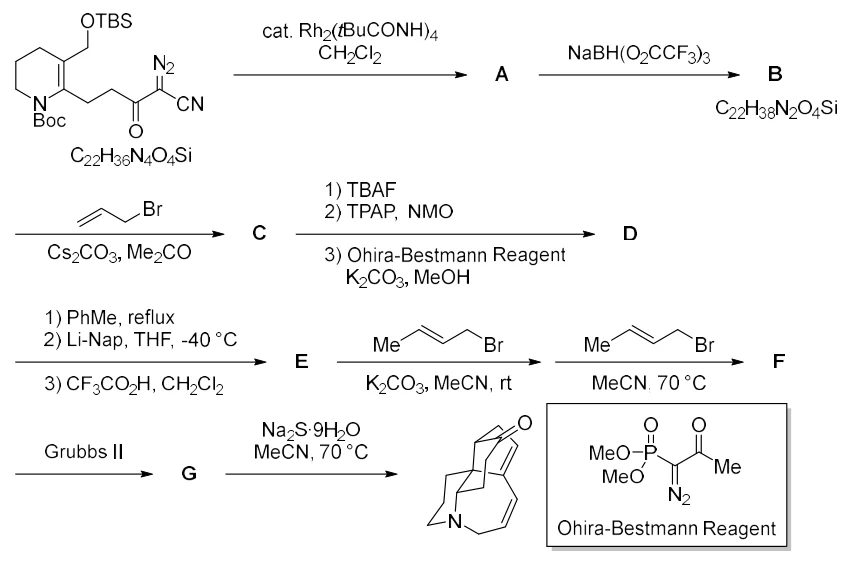 OTBS
N2
CN
N
Boc
O
C22H36N4O4Si
cat. Rh2(tBuCONH)4
CH2Cl2
A
NaBH(O2CCF3)3
B
C22H38N2O4Si
Br
Cs2CO3, Me2CO
C
1) TBAF
2) TPAP, NMO
3) Ohira-Bestmann Reagent
K2CO3, MeOH
D
1) PhMe, reflux
2) Li-Nap, THF, -40 °C
3) CF3CO2H, CH2Cl2
E
Me
Br
K2CO3, MeCN, rt
Me
Br
MeCN, 70 °C
F
Grubbs II
G
Na2S·9H2O
MeCN, 70 °C
O
N
O
O
MeO
P
Me
MeO
N2
Ohira-Bestmann Reagent